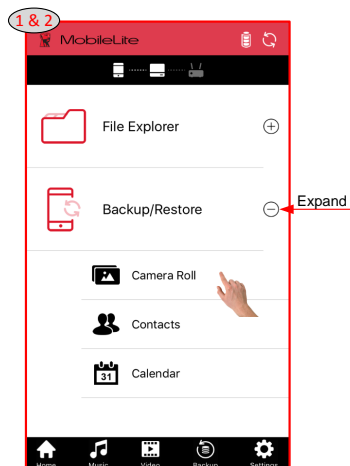 1 & 2
MobileLite
File Explorer
Backup/Restore
Expand
Camera Roll
Contacts
31
Calendar
Home Music Video Backup Settings